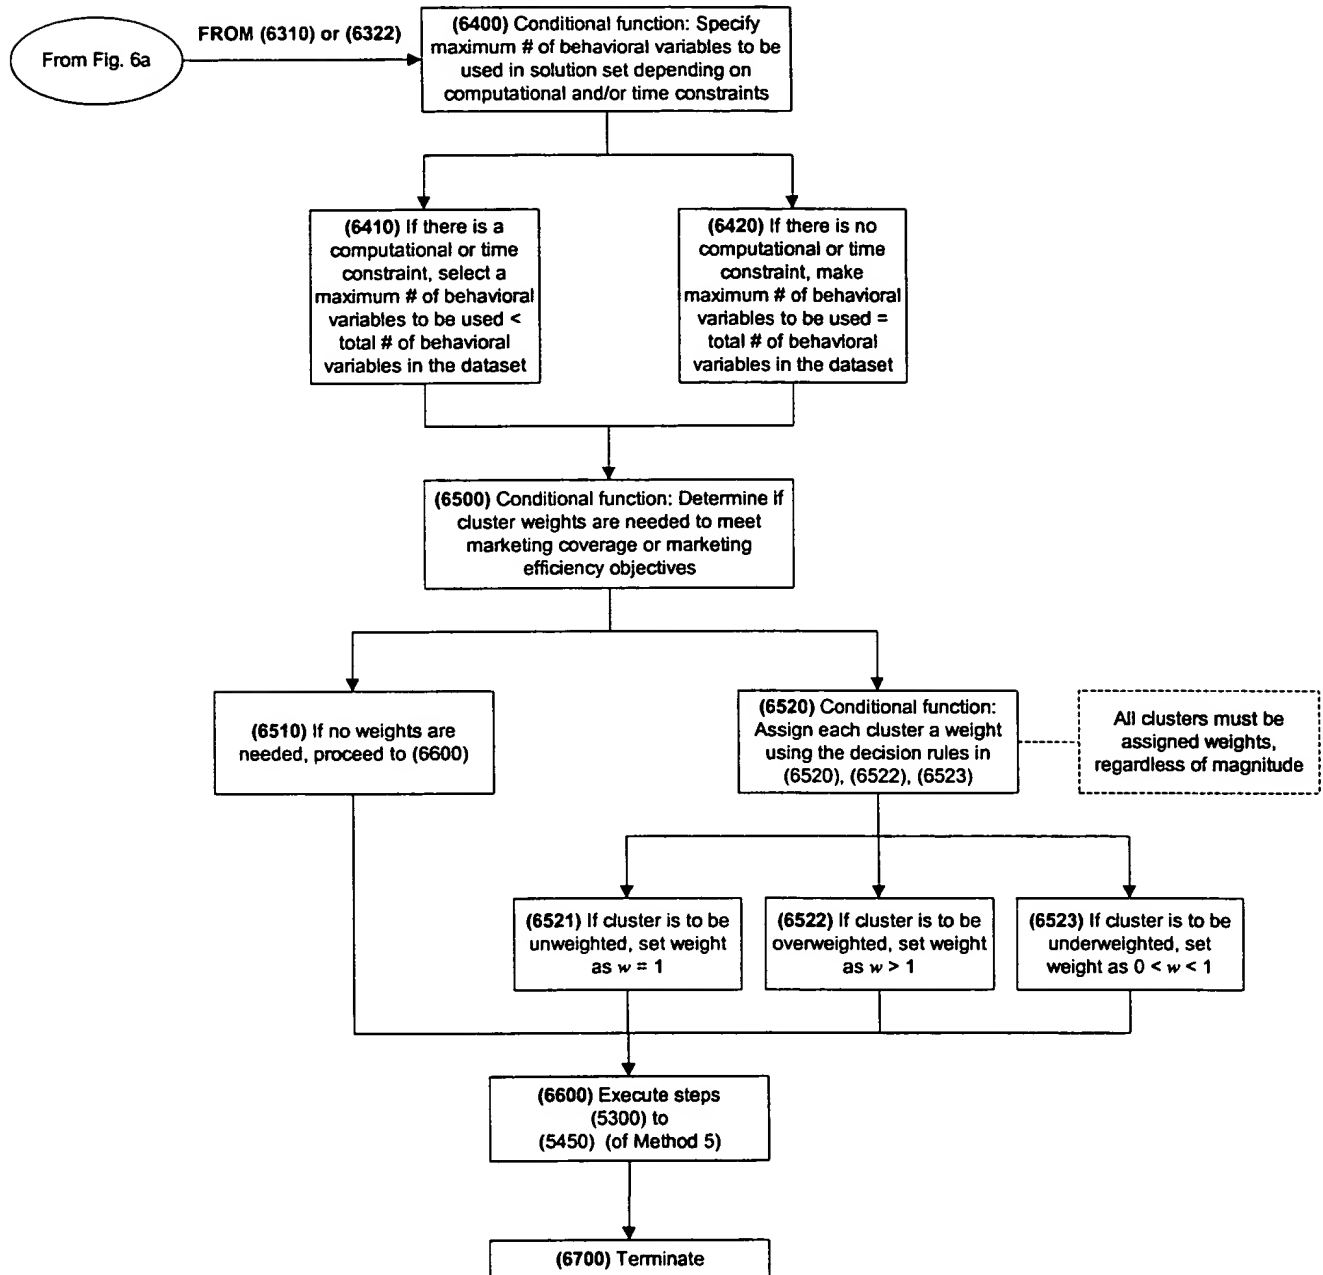 From Fig. 6a
FROM (6310) or (6322)
(6400) Conditional function: Specify
maximum # of behavioral variables to be
used in solution set depending on
computational and/or time constraints
(6410) If there is a
computational or time
constraint, select a
maximum # of behavioral
variables to be used <
total # of behavioral
variables in the dataset
(6420) If there is no
computational or time
constraint, make
maximum # of behavioral
variables to be used =
total # of behavioral
variables in the dataset
(6500) Conditional function: Determine if
cluster weights are needed to meet
marketing coverage or marketing
efficiency objectives
(6510) If no weights are
needed, proceed to (6600)
(6520) Conditional function:
Assign each cluster a weight
using the decision rules in
(6520), (6522), (6523)
All clusters must be
assigned weights,
regardless of magnitude
(6521) If cluster is to be
unweighted, set weight
as w = 1
(6522) If cluster is to be
overweighted, set weight
as w > 1
(6523) If cluster is to be
underweighted, set
weight as 0 < w < 1
(6600) Execute steps
(5300) to
(5450) (of Method 5)
(6700) Terminate